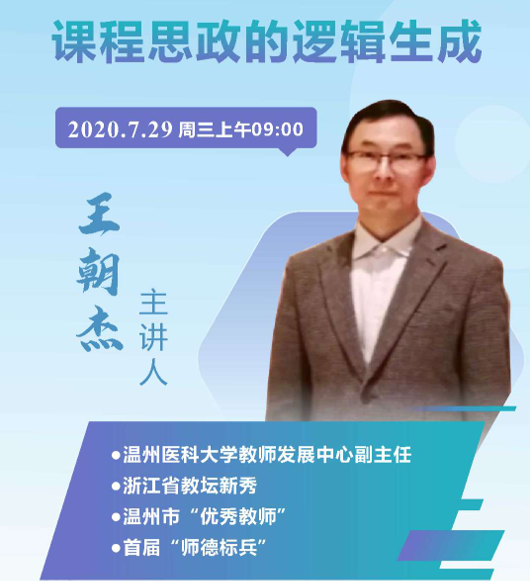 课程思政的逻辑生成
2020.7.29 周三上午09:00
王朝杰
主讲人
●温州医科大学教师发展中心副主任
●浙江省教坛新秀
●温州市“优秀教师”
●首届“师德标兵”